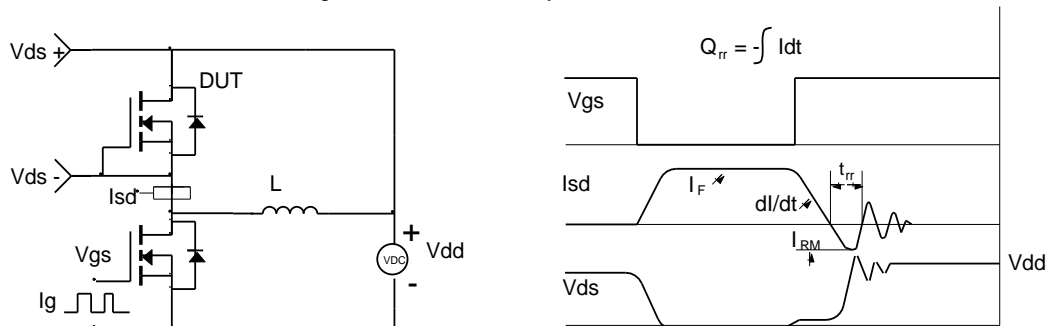 Vds +
DUT
Vds -
Isd
L
Vgs
Ig
+
VDC
Vdd
-
Qrr = -∫ Idt
Vgs
trr
Isd
IF
dI/dt
IRM
Vdd
Vds